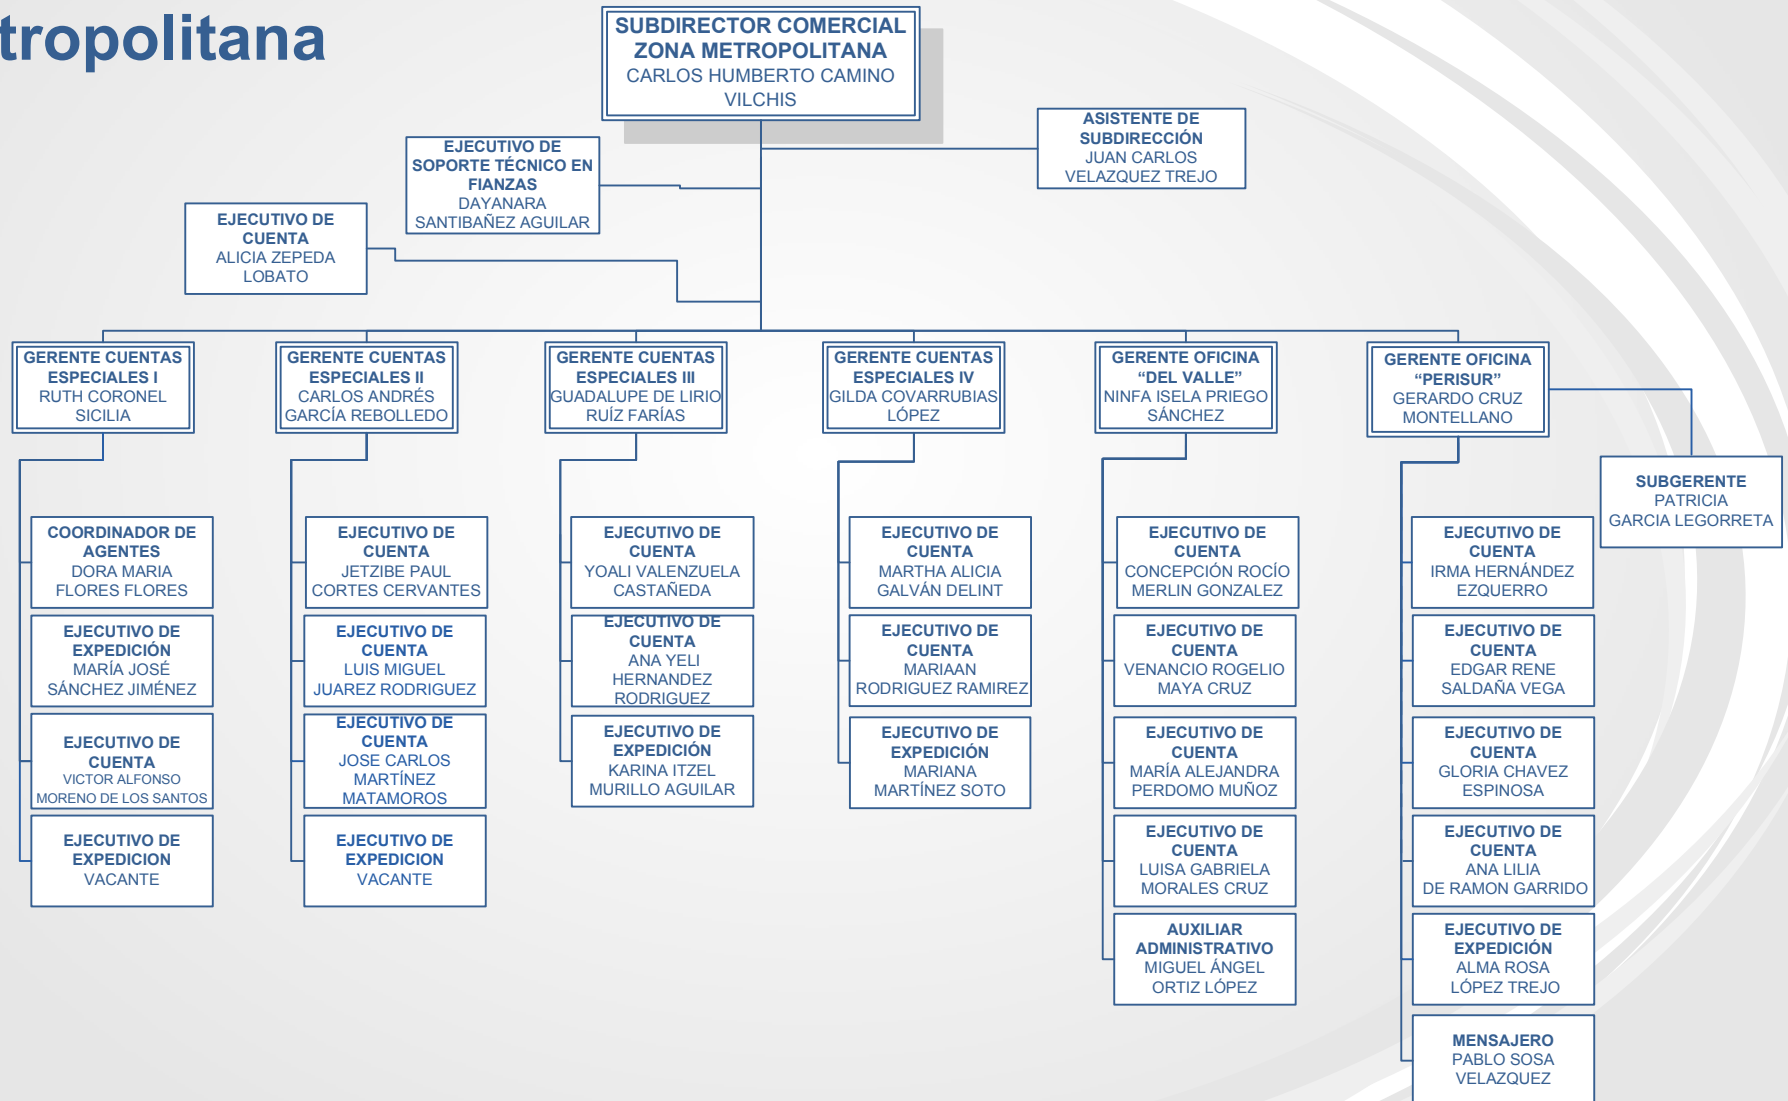 tropolitana
SUBDIRECTOR COMERCIAL
ZONA METROPOLITANA
CARLOS HUMBERTO CAMINO
VILCHIS
ASISTENTE DE
SUBDIRECCIÓN
JUAN CARLOS
VELAZQUEZ TREJO
EJECUTIVO DE
SOPORTE TÉCNICO EN
FIANZAS
DAYANARA
SANTIBAÑEZ AGUILAR
EJECUTIVO DE
CUENTA
ALICIA ZEPEDA
LOBATO
GERENTE CUENTAS
ESPECIALES I
RUTH CORONEL
SICILIA
GERENTE CUENTAS
ESPECIALES II
CARLOS ANDRÉS
GARCÍA REBOLLEDO
GERENTE CUENTAS
ESPECIALES III
GUADALUPE DE LIRIO
RUÍZ FARÍAS
GERENTE CUENTAS
ESPECIALES IV
GILDA COVARRUBIAS
LÓPEZ
GERENTE OFICINA
“DEL VALLE”
NINFA ISELA PRIEGO
SÁNCHEZ
GERENTE OFICINA
“PERISUR”
GERARDO CRUZ
MONTELLANO
SUBGERENTE
PATRICIA
GARCIA LEGORRETA
COORDINADOR DE
AGENTES
DORA MARIA
FLORES FLORES
EJECUTIVO DE
EXPEDICIÓN
MARÍA JOSÉ
SÁNCHEZ JIMÉNEZ
EJECUTIVO DE
CUENTA
VICTOR ALFONSO
MORENO DE LOS SANTOS
EJECUTIVO DE
EXPEDICION
VACANTE
EJECUTIVO DE
CUENTA
JETZIBE PAUL
CORTES CERVANTES
EJECUTIVO DE
CUENTA
LUIS MIGUEL
JUAREZ RODRIGUEZ
EJECUTIVO DE
CUENTA
JOSE CARLOS
MARTÍNEZ
MATAMOROS
EJECUTIVO DE
EXPEDICION
VACANTE
EJECUTIVO DE
CUENTA
YOALI VALENZUELA
CASTAÑEDA
EJECUTIVO DE
CUENTA
ANA YELI
HERNANDEZ
RODRIGUEZ
EJECUTIVO DE
EXPEDICIÓN
KARINA ITZEL
MURILLO AGUILAR
EJECUTIVO DE
CUENTA
MARTHA ALICIA
GALVÁN DELINT
EJECUTIVO DE
CUENTA
MARIAAN
RODRIGUEZ RAMIREZ
EJECUTIVO DE
EXPEDICIÓN
MARIANA
MARTÍNEZ SOTO
EJECUTIVO DE
CUENTA
CONCEPCIÓN ROCÍO
MERLIN GONZALEZ
EJECUTIVO DE
CUENTA
VENANCIO ROGELIO
MAYA CRUZ
EJECUTIVO DE
CUENTA
MARÍA ALEJANDRA
PERDOMO MUÑOZ
EJECUTIVO DE
CUENTA
LUISA GABRIELA
MORALES CRUZ
AUXILIAR
ADMINISTRATIVO
MIGUEL ÁNGEL
ORTIZ LÓPEZ
EJECUTIVO DE
CUENTA
IRMA HERNÁNDEZ
EZQUERRO
EJECUTIVO DE
CUENTA
EDGAR RENE
SALDAÑA VEGA
EJECUTIVO DE
CUENTA
GLORIA CHAVEZ
ESPINOSA
EJECUTIVO DE
CUENTA
ANA LILIA
DE RAMON GARRIDO
EJECUTIVO DE
EXPEDICIÓN
ALMA ROSA
LÓPEZ TREJO
MENSAJERO
PABLO SOSA
VELAZQUEZ